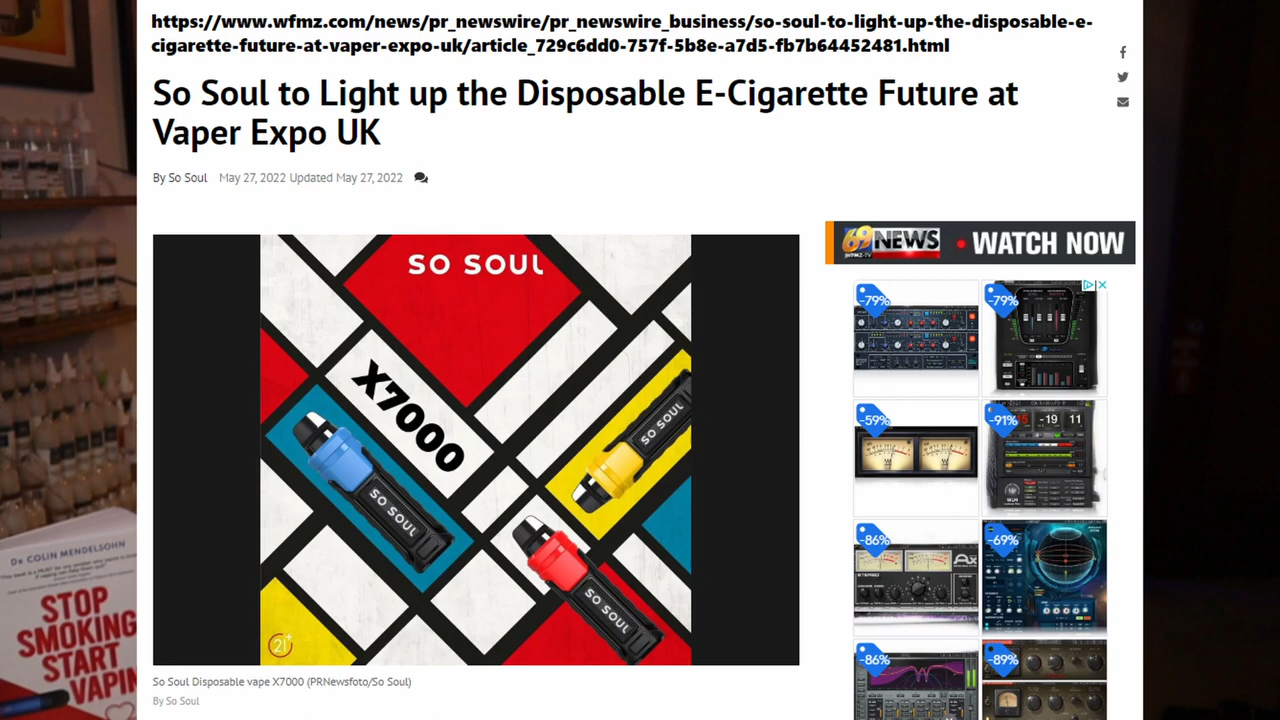 https://www.wfmz.com/news/pr_newswire/pr_newswire_business/so-soul-to-light-up-the-disposable-e-
cigarette-future-at-vaper-expo-uk/article_729c6dd0-757f-5b8e-a7d5-fb7b64452481.html
So Soul to Light up the Disposable E-Cigarette Future at
Vaper Expo UK
By So Soul May 27, 2022 Updated May 27, 2022
69 NEWS WATCH NOW
WFMZ-TV
SO SOUL
X7000
SO SOUL
SO SOUL
SO SOUL
21+
-79%
-79%
-59%
-91%
-19 11
-86%
-69%
-86%
-89%
So Soul Disposable vape X7000 (PRNewsfoto/So Soul)
By So Soul
DR COLIN MENDELSOHN
STOP
SMOKING
START
VAPIN